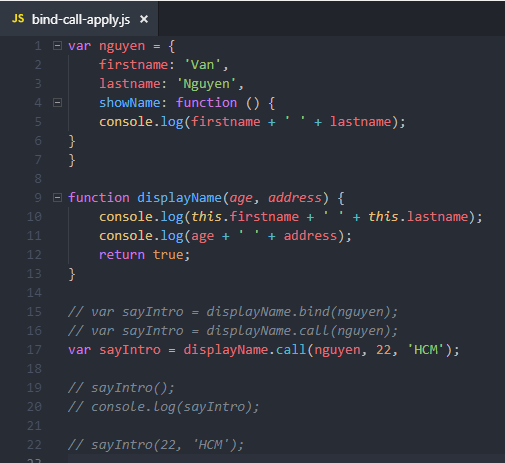 JS bind-call-apply.js ×
1 var nguyen = {
2     firstname: 'Van',
3     lastname: 'Nguyen',
4     showName: function () {
5     console.log(firstname + ' ' + lastname);
6 }
7 }
8
9 function displayName(age, address) {
10     console.log(this.firstname + ' ' + this.lastname);
11     console.log(age + ' ' + address);
12     return true;
13 }
14
15 // var sayIntro = displayName.bind(nguyen);
16 // var sayIntro = displayName.call(nguyen);
17 var sayIntro = displayName.call(nguyen, 22, 'HCM');
18
19 // sayIntro();
20 // console.log(sayIntro);
21
22 // sayIntro(22, 'HCM');
23